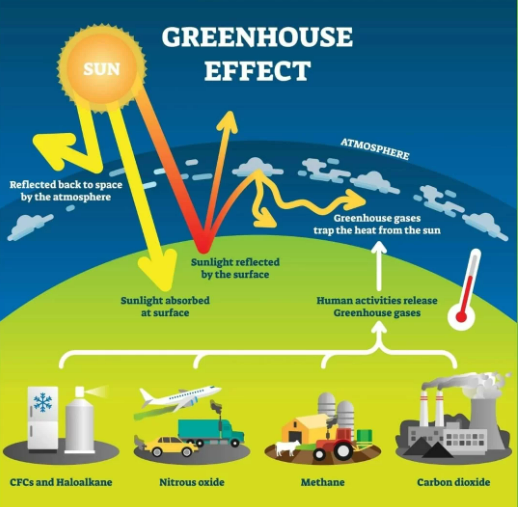 GREENHOUSE
EFFECT
SUN
ATMOSPHERE
Reflected back to space
by the atmosphere
Greenhouse gases
trap the heat from the sun
Sunlight reflected
by the surface
Sunlight absorbed
at surface
Human activities release
Greenhouse gases
CFCs and Haloalkane
Nitrous oxide
Methane
Carbon dioxide